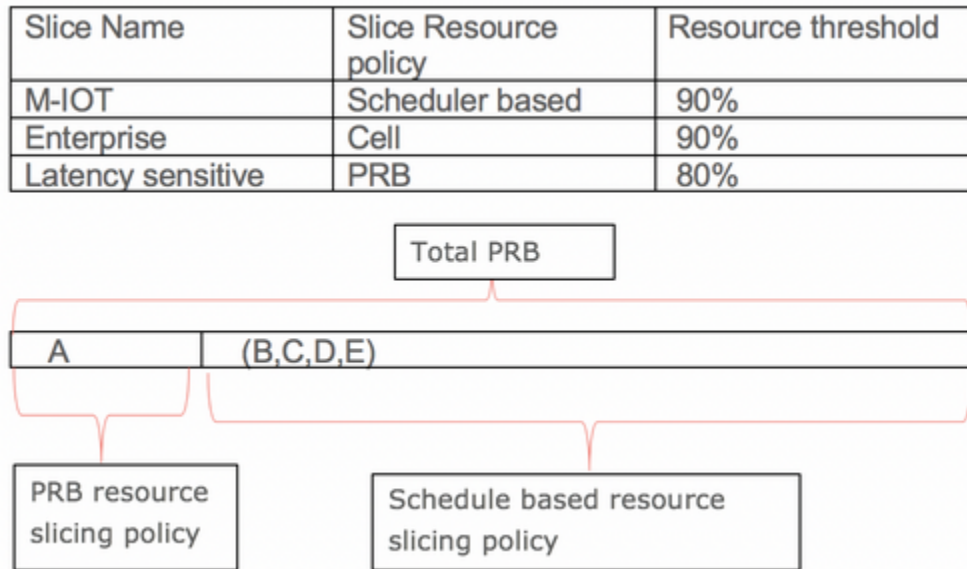 Slice Name Slice Resource policy Resource threshold
M-IOT Scheduler based 90%
Enterprise Cell 90%
Latency sensitive PRB 80%
Total PRB
A (B,C,D,E)
PRB resource
slicing policy
Schedule based resource
slicing policy